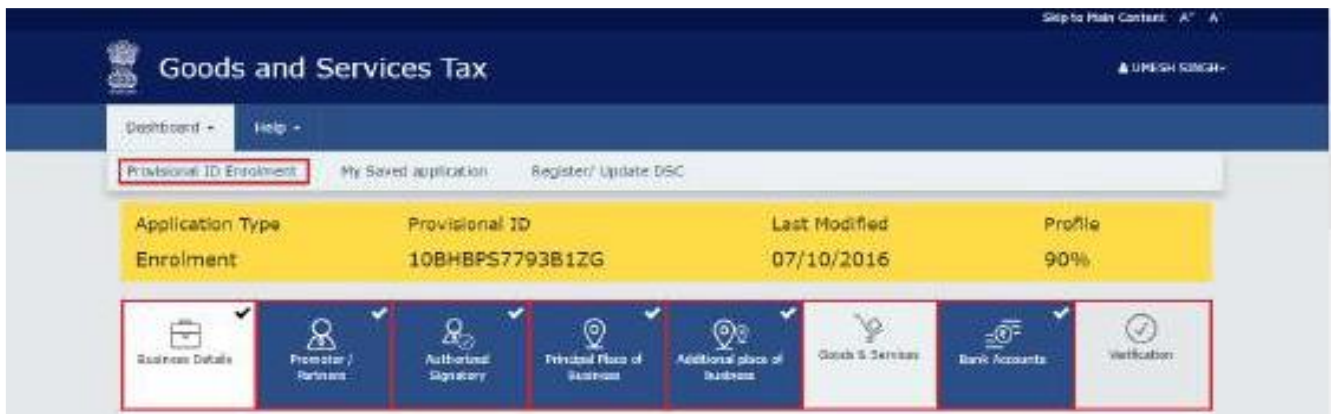 Skip to Main Content A+ A-
Goods and Services Tax
UMESH SINGH
Dashboard Help
Provisional ID Enrolment My Saved application Register/ Update DSC
Application Type Provisional ID Last Modified Profile
Enrolment 10BHBPS7793B1ZG 07/10/2016 90%
Business Details
Promoter /
Partners
Authorized
Signatory
Principal Place of
Business
Additional place of
business
Goods & Services
Bank Accounts
Verification